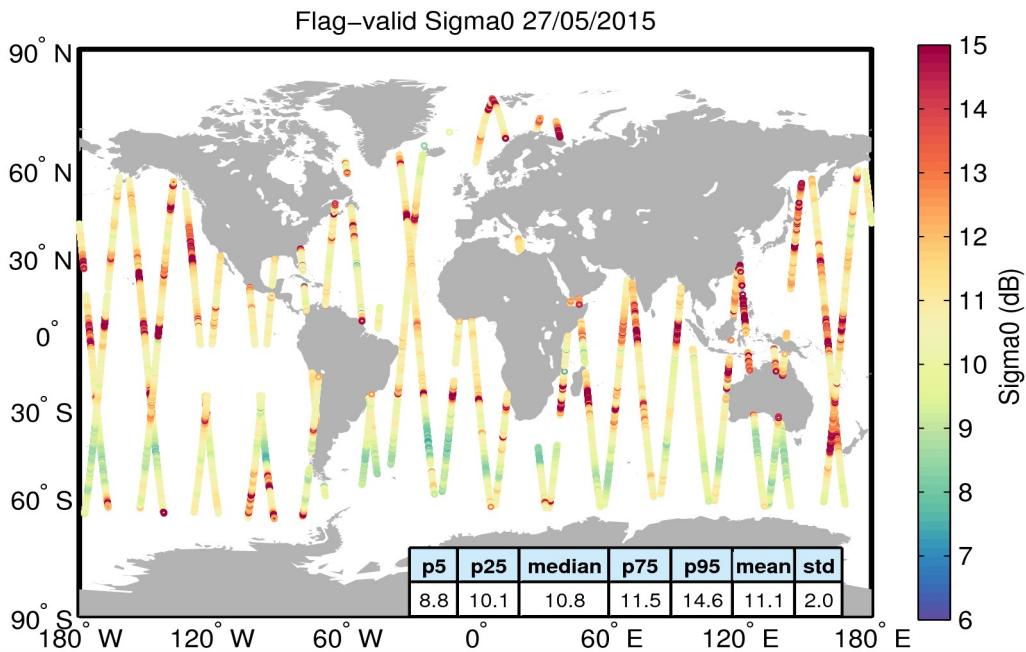 Flag−valid Sigma0 27/05/2015
90° N
60° N
30° N
0°
30° S
60° S
90° S
180° W
120° W
60° W
0°
60° E
120° E
180° E
p5 p25 median p75 p95 mean std
8.8 10.1 10.8 11.5 14.6 11.1 2.0
15
14
13
12
11
10
9
8
7
6
Sigma0 (dB)